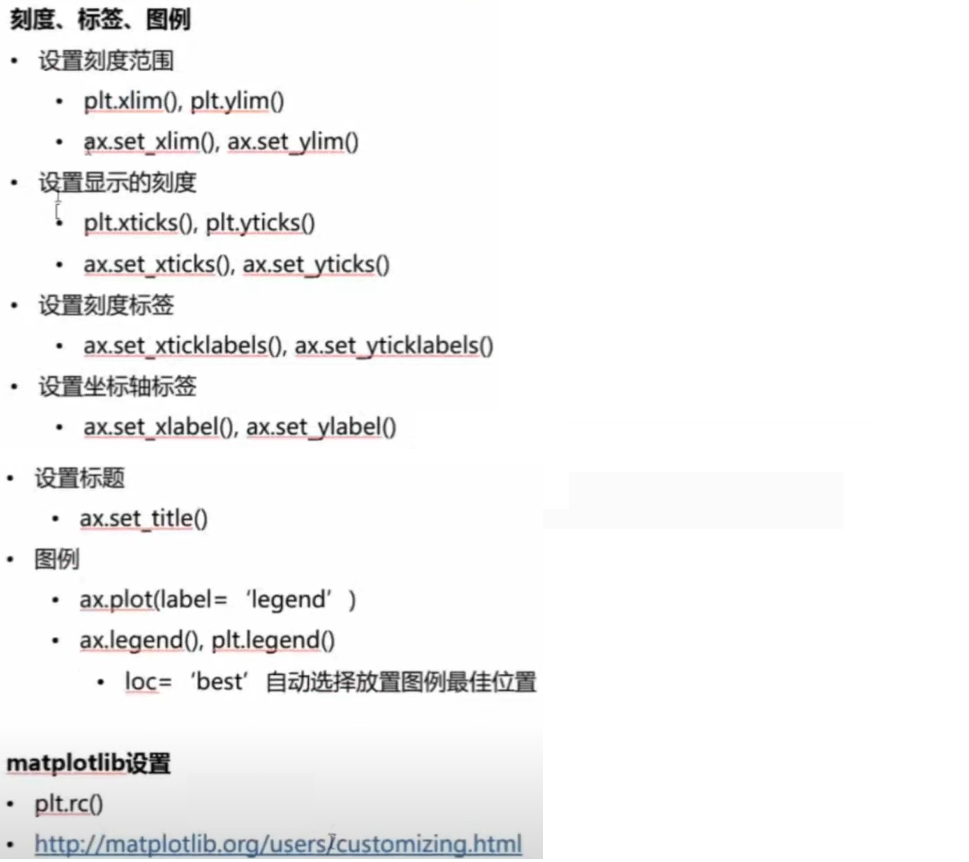 刻度、标签、图例
• 设置刻度范围
• plt.xlim(), plt.ylim()
• ax.set_xlim(), ax.set_ylim()
• 设置显示的刻度
• plt.xticks(), plt.yticks()
• ax.set_xticks(), ax.set_yticks()
• 设置刻度标签
• ax.set_xticklabels(), ax.set_yticklabels()
• 设置坐标轴标签
• ax.set_xlabel(), ax.set_ylabel()
• 设置标题
• ax.set_title()
• 图例
• ax.plot(label=‘legend’)
• ax.legend(), plt.legend()
• loc=‘best’自动选择放置图例最佳位置
matplotlib设置
• plt.rc()
• http://matplotlib.org/users/customizing.html